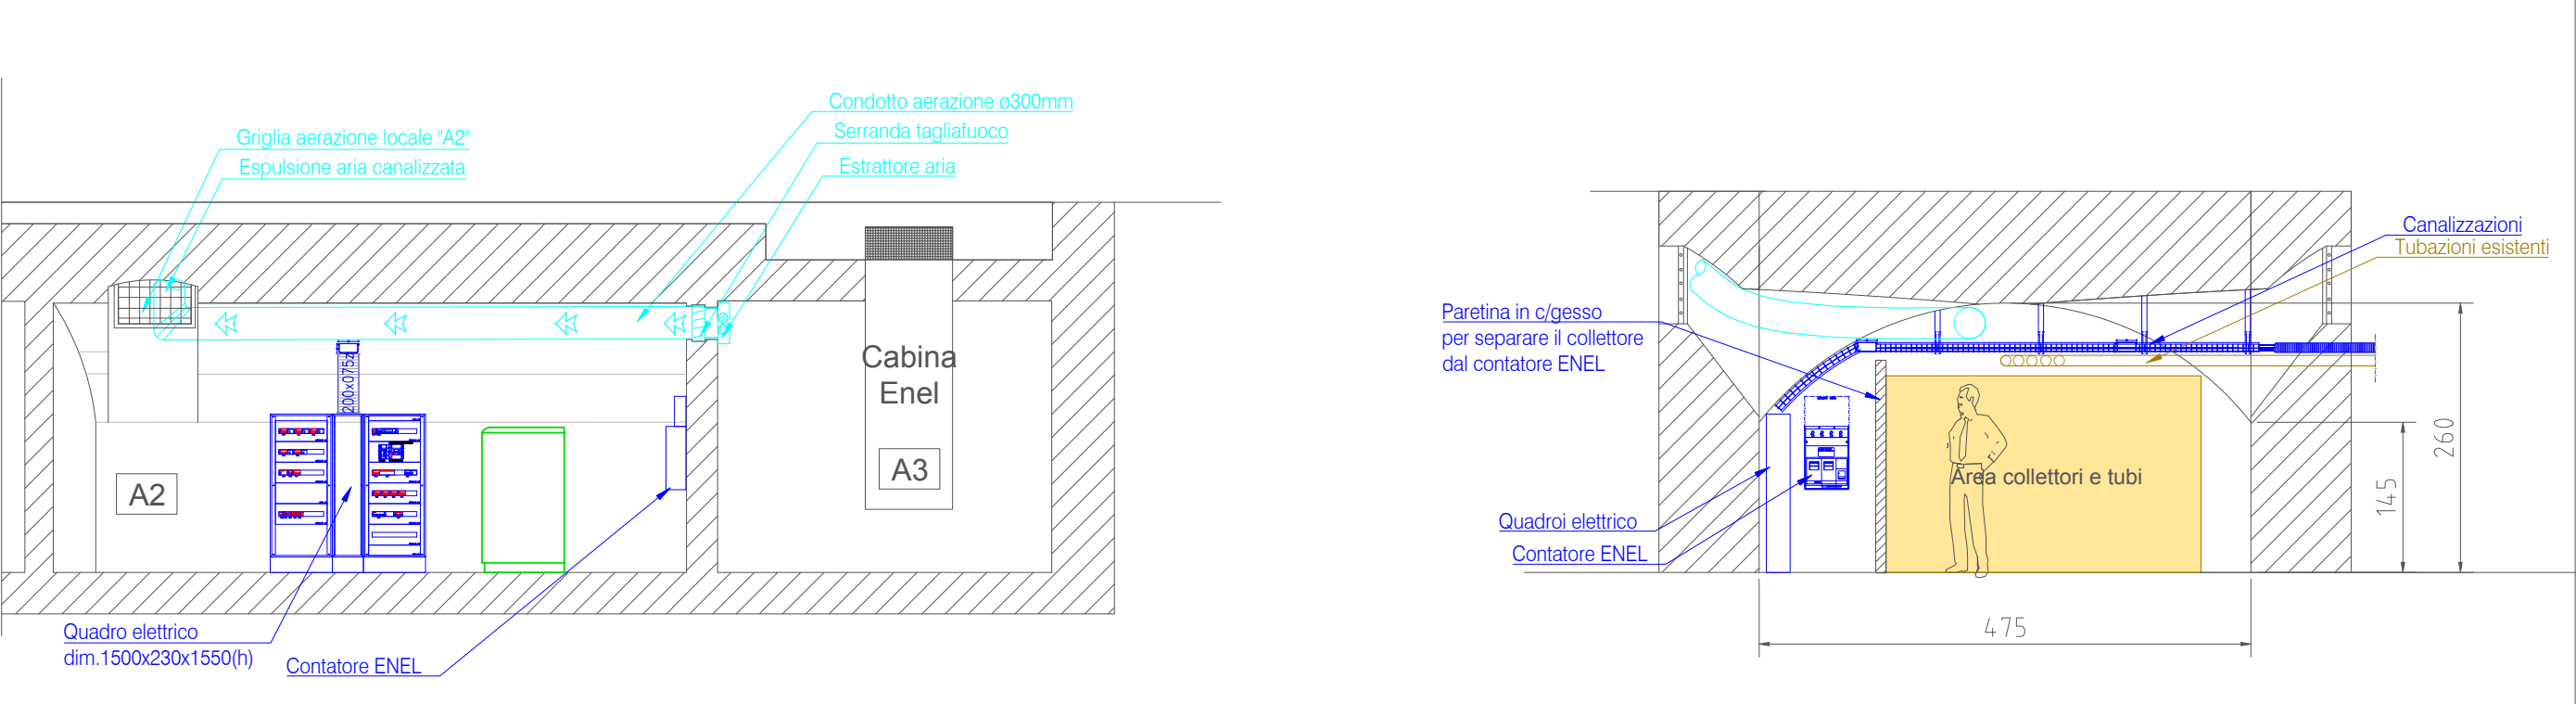 Condotto aerazione ø300mm
Serranda tagliafuoco
Estrattore aria
Griglia aerazione locale "A2"
Espulsione aria canalizzata
200x075z
Cabina
Enel
A3
A2
Quadro elettrico
dim.1500x230x1550(h)
Contatore ENEL
Canalizzazioni
Tubazioni esistenti
Paretina in c/gesso
per separare il collettore
dal contatore ENEL
Area collettori e tubi
Quadroi elettrico
Contatore ENEL
260
145
475